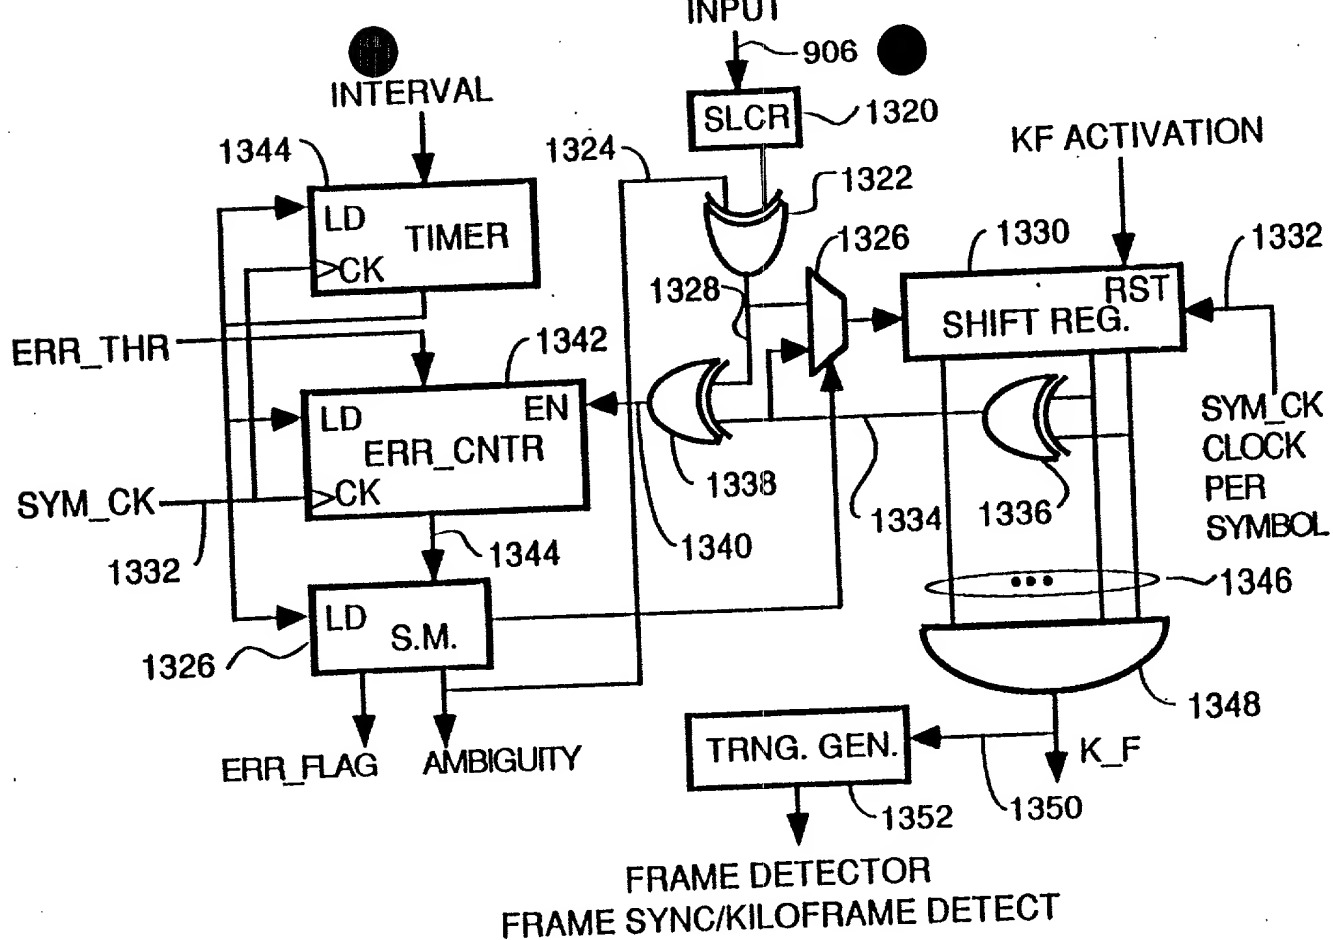 INPUT
906
INTERVAL
SLCR
1320
1344
1324
KF ACTIVATION
1322
LD
TIMER
CK
1326
1330
1332
1328
RST
SHIFT REG.
ERR_THR
1342
LD
EN
ERR_CNTR
CK
SYM_CK
CLOCK
PER
SYMBOL
SYM_CK
1338
1334
1336
1332
1344
1340
1346
LD
S.M.
1326
1348
ERR_FLAG
AMBIGUITY
TRNG. GEN.
K_F
1352
1350
FRAME DETECTOR
FRAME SYNC/KILOFRAME DETECT